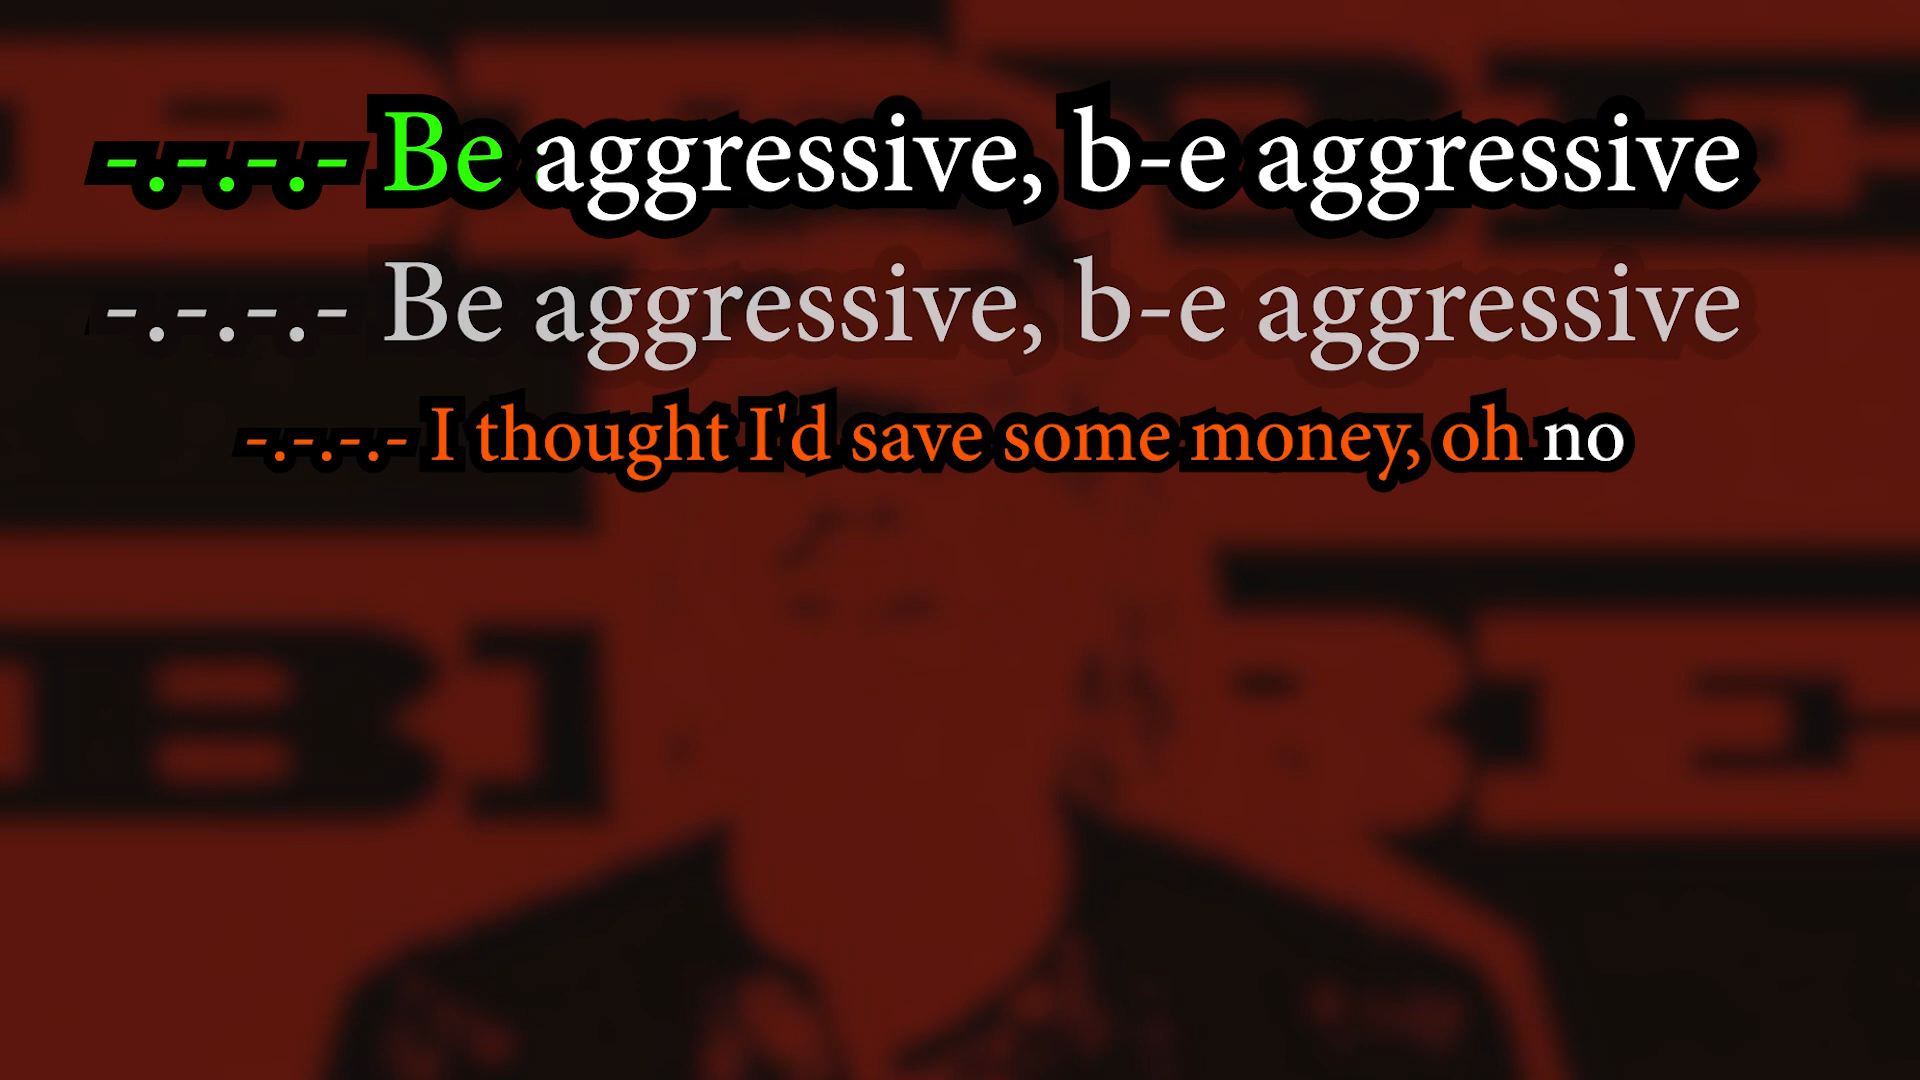 -.-.-.- Be aggressive, b-e aggressive
-.-.-.- Be aggressive, b-e aggressive
-.-.-.- I thought I'd save some money, oh no